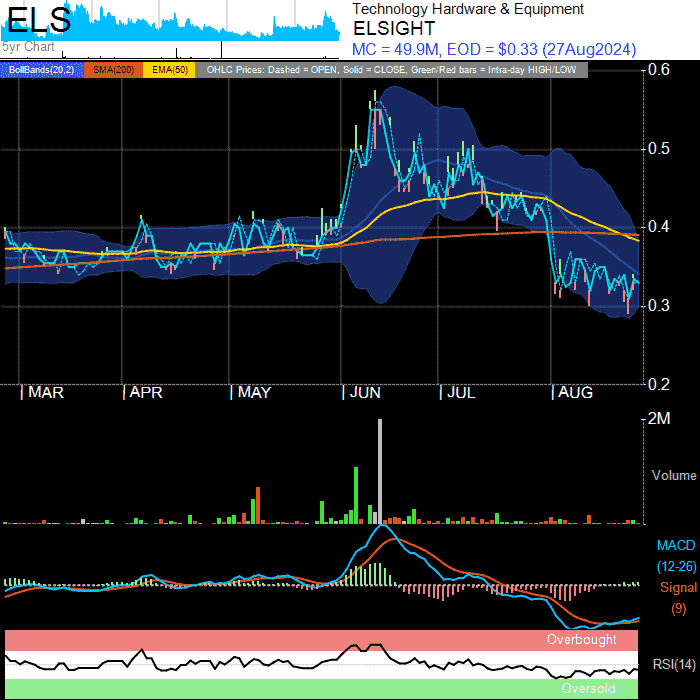 ELS
5yr Chart
Technology Hardware & Equipment
ELSIGHT
MC = 49.9M, EOD = $0.33 (27Aug2024)
BollBands(20,2) SMA(200) EMA(50) OHLC Prices: Dashed = OPEN, Solid = CLOSE, Green/Red bars = Intra-day HIGH/LOW
0.6
0.5
0.4
0.3
0.2
MAR APR MAY JUN JUL AUG
2M
Volume
MACD
(12-26)
Signal
(9)
Overbought
RSI(14)
Oversold